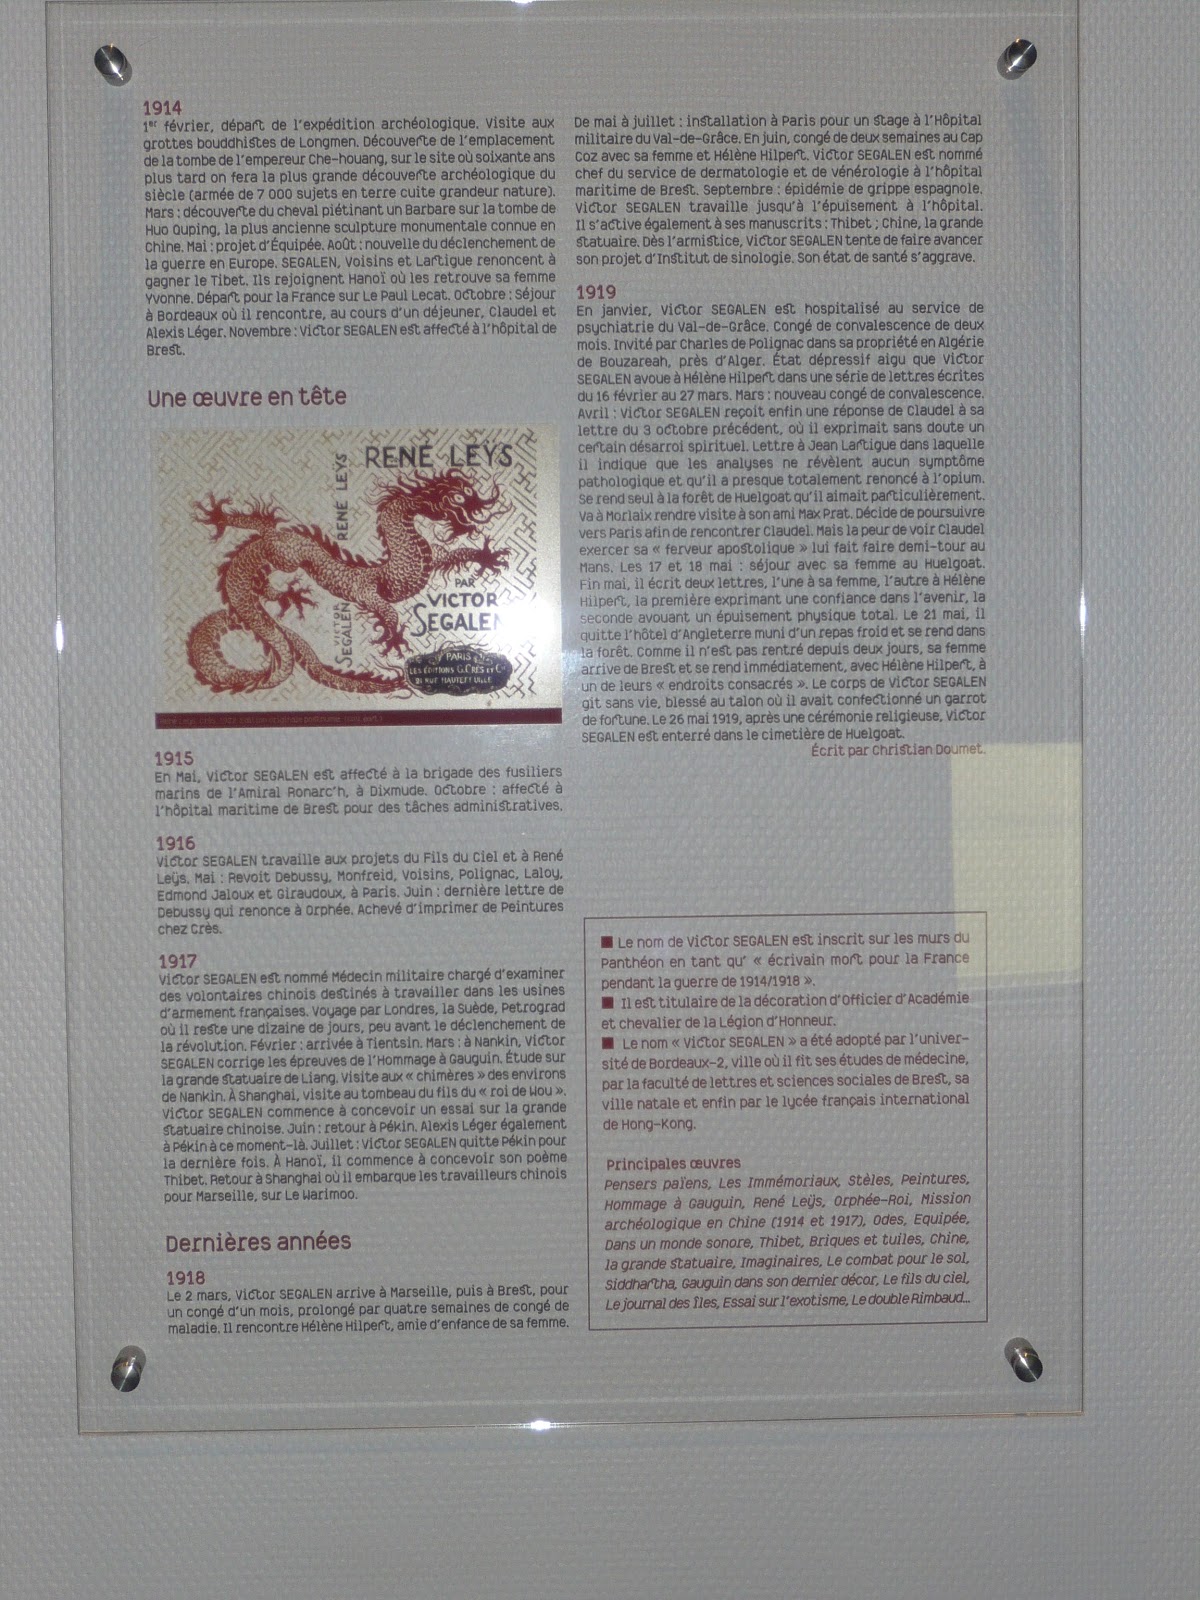 1914
1er février, départ de l'expédition archéologique. Visite aux
grottes bouddhistes de Longmen. Découverte de l'emplacement
de la tombe de l'empereur Che-houang, sur le site où soixante ans
plus tard on fera la plus grande découverte archéologique du
siècle (armée de 7 000 sujets en terre cuite grandeur nature).
Mars : découverte du cheval piétinant un Barbare sur la tombe de
Huo Quping, la plus ancienne sculpture monumentale connue en
Chine. Mai : projet d'Équipée. Août : nouvelle du déclenchement de
la guerre en Europe. SEGALEN, Voisins et Lartigue renoncent à
gagner le Tibet. Ils rejoignent Hanoï où les retrouve sa femme
Yvonne. Départ pour la France sur Le Paul Lecat. Octobre : Séjour
à Bordeaux où il rencontre, au cours d'un déjeuner, Claudel et
Alexis Léger. Novembre : Victor SEGALEN est affecté à l'hôpital de
Brest.
Une œuvre en tête
RENÉ LEŸS
RENÉ LEŸS
PAR
VICTOR
SEGALEN
VICTOR
SEGALEN
PARIS
LES ÉDITIONS G. CRÈS ET Cie
21 RUE HAUTEFEUILLE
1915
En Mai, Victor SEGALEN est affecté à la brigade des fusiliers
marins de l'Amiral Ronarc'h, à Dixmude. Octobre : affecté à
l'hôpital maritime de Brest pour des tâches administratives.
1916
Victor SEGALEN travaille aux projets du Fils du Ciel et à René
Leÿs. Mai : Revoit Debussy, Monfreid, Voisins, Polignac, Laloy,
Edmond Jaloux et Giraudoux, à Paris. Juin : dernière lettre de
Debussy qui renonce à Orphée. Achevé d'imprimer de Peintures
chez Crès.
1917
Victor SEGALEN est nommé Médecin militaire chargé d'examiner
des volontaires chinois destinés à travailler dans les usines
d'armement françaises. Voyage par Londres, la Suède, Petrograd
où il reste une dizaine de jours, peu avant le déclenchement de
la révolution. Février : arrivée à Tientsin. Mars : à Nankin, Victor
SEGALEN corrige les épreuves de l'Hommage à Gauguin. Étude sur
la grande statuaire de Liang. Visite aux « chimères » des environs
de Nankin. À Shanghai, visite au tombeau du fils du « roi de Wou ».
Victor SEGALEN commence à concevoir un essai sur la grande
statuaire chinoise. Juin : retour à Pékin. Alexis Léger également
à Pékin à ce moment-là. Juillet : Victor SEGALEN quitte Pékin pour
la dernière fois. À Hanoï, il commence à concevoir son poème
Thibet. Retour à Shanghai où il embarque les travailleurs chinois
pour Marseille, sur Le Warimoo.
Dernières années
1918
Le 2 mars, Victor SEGALEN arrive à Marseille, puis à Brest, pour
un congé d'un mois, prolongé par quatre semaines de congé de
maladie. Il rencontre Hélène Hilpert, amie d'enfance de sa femme.
De mai à juillet : installation à Paris pour un stage à l'Hôpital
militaire du Val-de-Grâce. En juin, congé de deux semaines au Cap
Coz avec sa femme et Hélène Hilpert. Victor SEGALEN est nommé
chef du service de dermatologie et de vénérologie à l'hôpital
maritime de Brest. Septembre : épidémie de grippe espagnole.
Victor SEGALEN travaille jusqu'à l'épuisement à l'hôpital.
Il s'active également à ses manuscrits : Thibet ; Chine, la grande
statuaire. Dès l'armistice, Victor SEGALEN tente de faire avancer
son projet d'Institut de sinologie. Son état de santé s'aggrave.
1919
En janvier, Victor SEGALEN est hospitalisé au service de
psychiatrie du Val-de-Grâce. Congé de convalescence de deux
mois. Invité par Charles de Polignac dans sa propriété en Algérie
de Bouzareah, près d'Alger. État dépressif aigu que Victor
SEGALEN avoue à Hélène Hilpert dans une série de lettres écrites
du 16 février au 27 mars. Mars : nouveau congé de convalescence.
Avril : Victor SEGALEN reçoit enfin une réponse de Claudel à sa
lettre du 3 octobre précédent, où il exprimait sans doute un
certain désarroi spirituel. Lettre à Jean Lartigue dans laquelle
il indique que les analyses ne révèlent aucun symptôme
pathologique et qu'il a presque totalement renoncé à l'opium.
Se rend seul à la forêt de Huelgoat qu'il aimait particulièrement.
Va à Morlaix rendre visite à son ami Max Prat. Décide de poursuivre
vers Paris afin de rencontrer Claudel. Mais la peur de voir Claudel
exercer sa « ferveur apostolique » lui fait faire demi-tour au
Mans. Les 17 et 18 mai : séjour avec sa femme au Huelgoat.
Fin mai, il écrit deux lettres, l'une à sa femme, l'autre à Hélène
Hilpert, la première exprimant une confiance dans l'avenir, la
seconde avouant un épuisement physique total. Le 21 mai, il
quitte l'hôtel d'Angleterre muni d'un repas froid et se rend dans
la forêt. Comme il n'est pas rentré depuis deux jours, sa femme
arrive de Brest et se rend immédiatement, avec Hélène Hilpert, à
un de leurs « endroits consacrés ». Le corps de Victor SEGALEN
gît sans vie, blessé au talon où il avait confectionné un garrot
de fortune. Le 26 mai 1919, après une cérémonie religieuse, Victor
SEGALEN est enterré dans le cimetière de Huelgoat.
Écrit par Christian Doumet.
■ Le nom de Victor SEGALEN est inscrit sur les murs du
Panthéon en tant qu' « écrivain mort pour la France
pendant la guerre de 1914/1918 ».
■ Il est titulaire de la décoration d'Officier d'Académie
et chevalier de la Légion d'Honneur.
■ Le nom « Victor SEGALEN » a été adopté par l'univer-
sité de Bordeaux-2, ville où il fit ses études de médecine,
par la faculté de lettres et sciences sociales de Brest, sa
ville natale et enfin par le lycée français international
de Hong-Kong.
Principales œuvres
Pensers païens, Les Immémoriaux, Stèles, Peintures,
Hommage à Gauguin, René Leÿs, Orphée-Roi, Mission
archéologique en Chine (1914 et 1917), Odes, Equipée,
Dans un monde sonore, Thibet, Briques et tuiles, Chine,
la grande statuaire, Imaginaires, Le combat pour le sol,
Siddhartha, Gauguin dans son dernier décor, Le fils du ciel,
Le journal des îles, Essai sur l'exotisme, Le double Rimbaud...